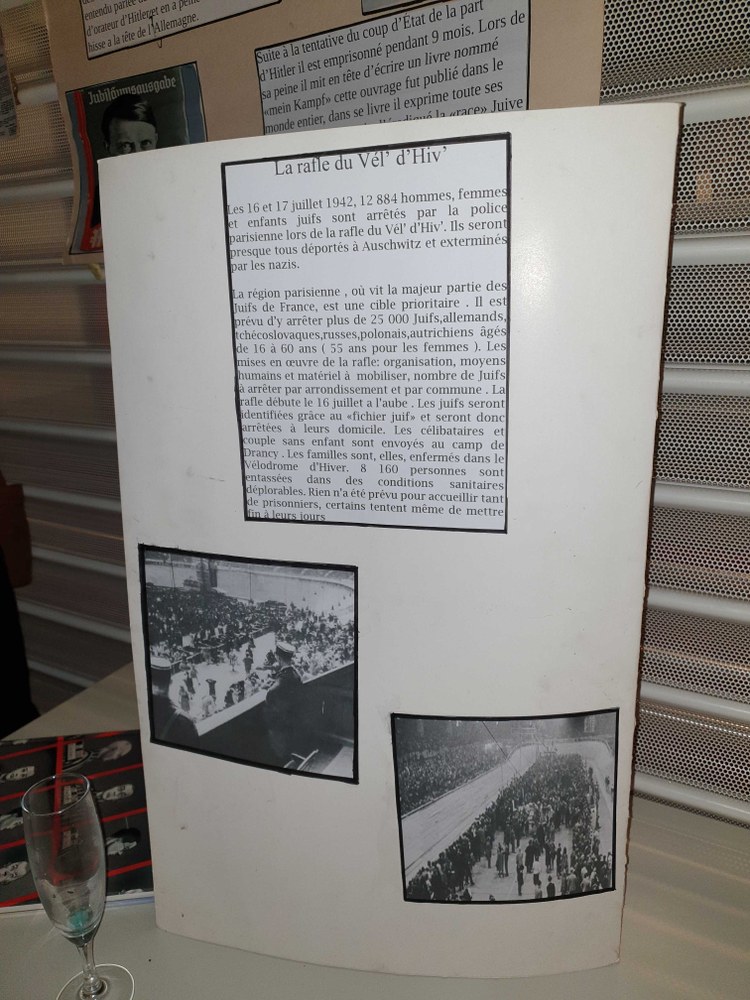 entendu parlée de
d'orateur d'Hitleret en a peine
hisse a la tête de l'Allemagne.
Suite à la tentative du coup d'État de la part
d'Hitler il est emprisonné pendant 9 mois. Lors de
sa peine il mit en tête d'écrire un livre nommé
«mein Kampf» cette ouvrage fut publié dans le
monde entier, dans se livre il exprime toute ses
la «race» Juive
Jubiläumsausgabe
La rafle du Vél' d'Hiv'
Les 16 et 17 juillet 1942, 12 884 hommes, femmes
et enfants juifs sont arrêtés par la police
parisienne lors de la rafle du Vél' d'Hiv'. Ils seront
presque tous déportés à Auschwitz et exterminés
par les nazis.
La région parisienne , où vit la majeur partie des
Juifs de France, est une cible prioritaire . Il est
prévu d'y arrêter plus de 25 000 Juifs,allemands,
tchécoslovaques,russes,polonais,autrichiens âgés
de 16 à 60 ans ( 55 ans pour les femmes ). Les
mises en œuvre de la rafle: organisation, moyens
humains et matériel à mobiliser, nombre de Juifs
à arrêter par arrondissement et par commune . La
rafle débute le 16 juillet a l'aube . Les juifs seront
identifiées grâce au «fichier juif» et seront donc
arrêtées à leurs domicile. Les célibataires et
couple sans enfant sont envoyés au camp de
Drancy . Les familles sont, elles, enfermés dans le
Vélodrome d'Hiver. 8 160 personnes sont
entassées dans des conditions sanitaires
déplorables. Rien n'a été prévu pour accueillir tant
de prisonniers, certains tentent même de mettre
fin à leurs jours